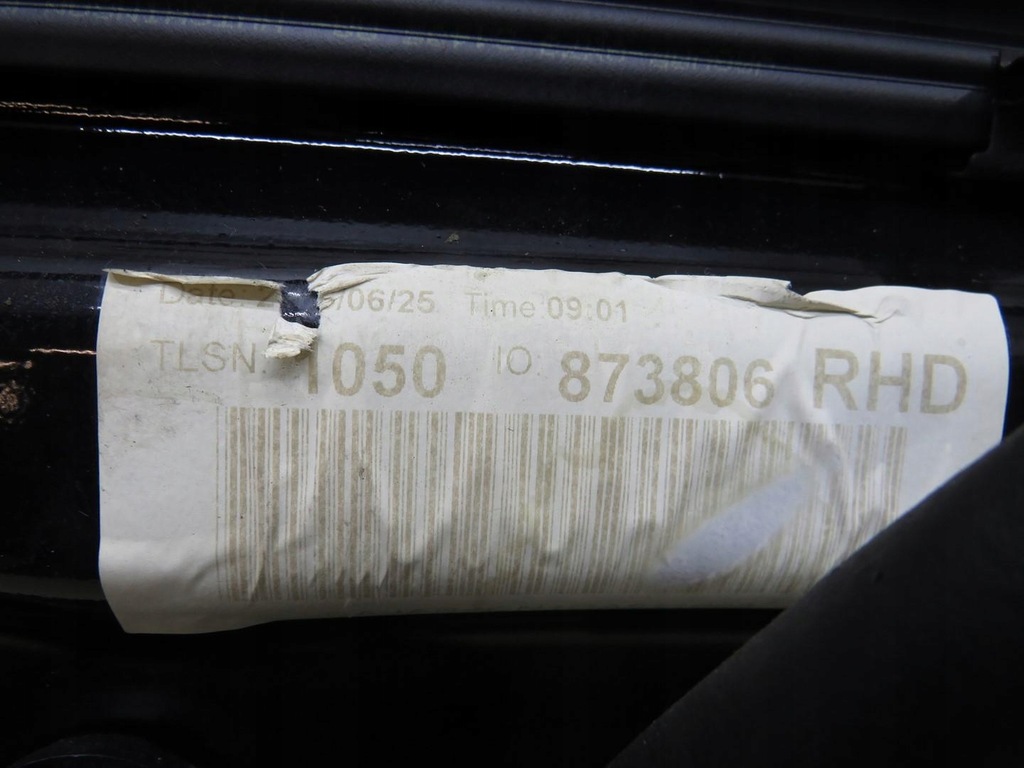 Date /06/25 Time 09:01
TLSN. 1050 IO. 873806 RHD